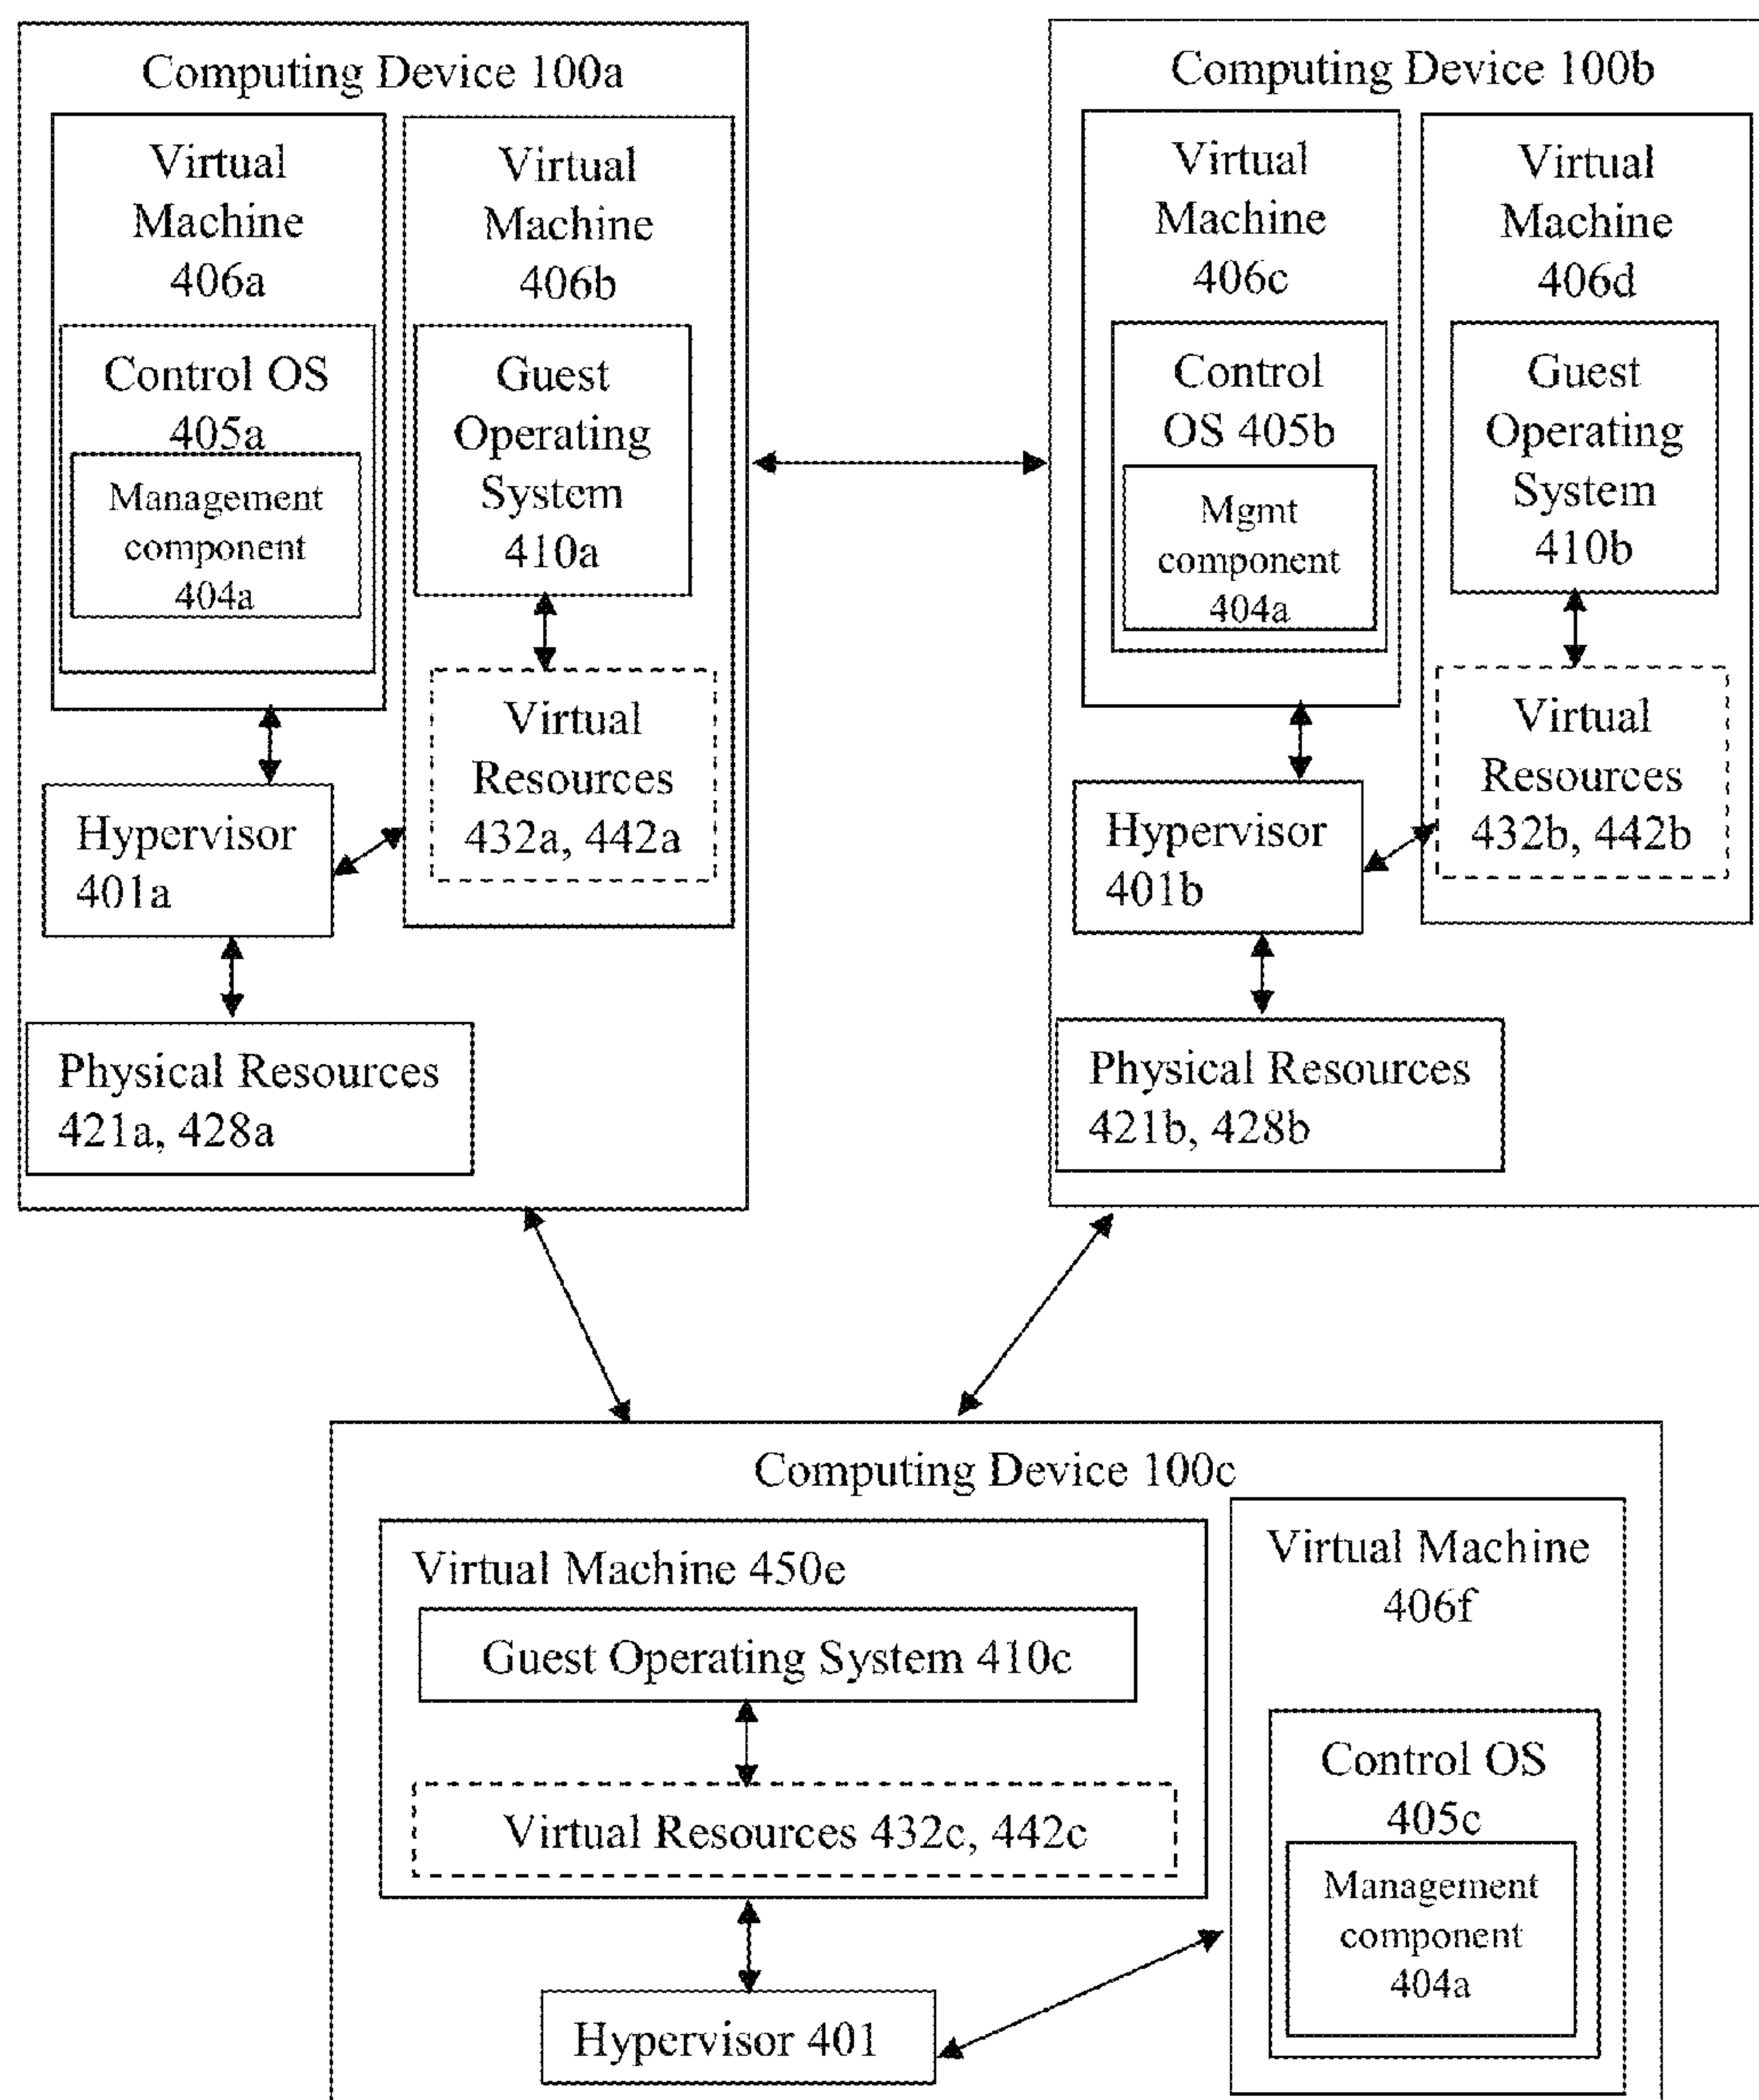 Computing Device 100a
Virtual
Machine
406a
Control OS
405a
Management
component
404a
Virtual
Machine
406b
Guest
Operating
System
410a
Virtual
Resources
432a, 442a
Hypervisor
401a
Physical Resources
421a, 428a
Computing Device 100b
Virtual
Machine
406c
Control
OS 405b
Mgmt
component
404a
Virtual
Machine
406d
Guest
Operating
System
410b
Virtual
Resources
432b, 442b
Hypervisor
401b
Physical Resources
421b, 428b
Computing Device 100c
Virtual Machine 450e
Guest Operating System 410c
Virtual Resources 432c, 442c
Hypervisor 401
Virtual Machine
406f
Control OS
405c
Management
component
404a